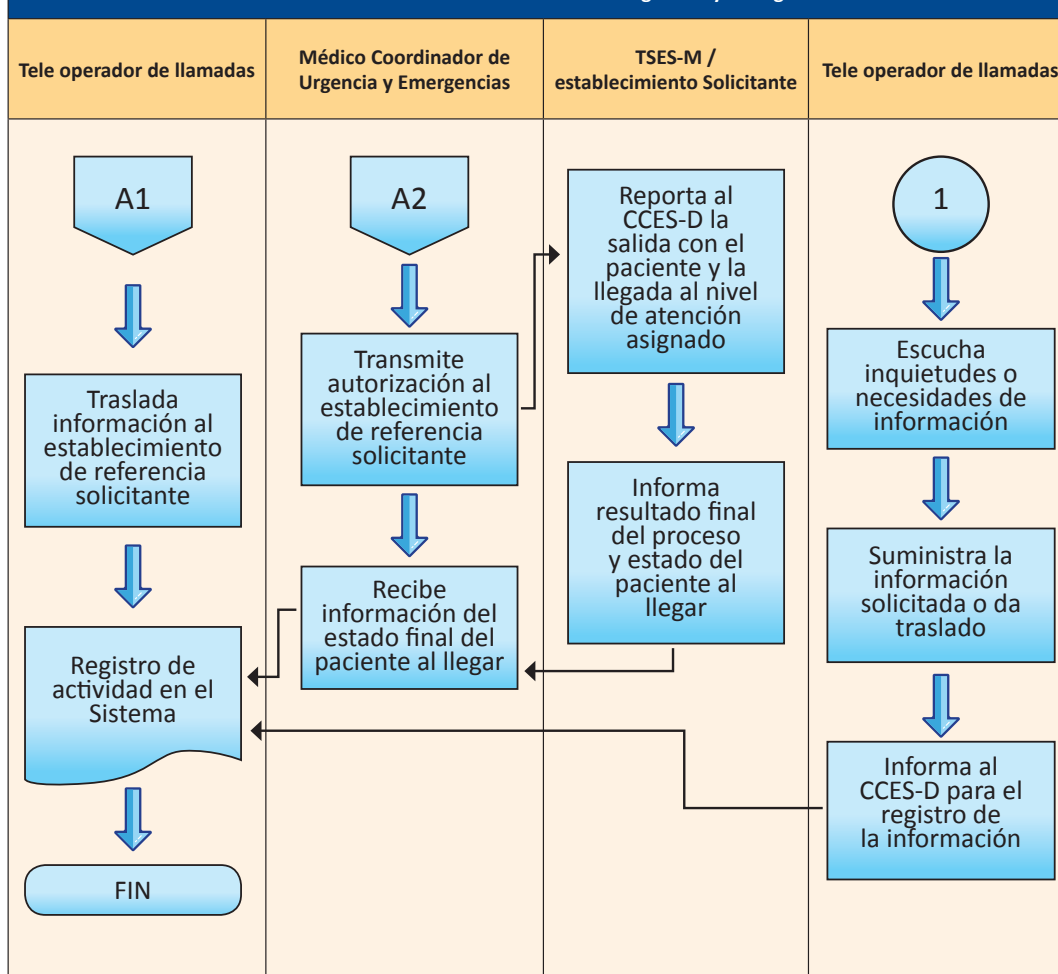 Tele operador de llamadas
Médico Coordinador de
Urgencia y Emergencias
TSES-M /
establecimiento Solicitante
Tele operador de llamadas
A1
Traslada
información al
establecimiento
de referencia
solicitante
Registro de
actividad en el
Sistema
FIN
A2
Transmite
autorización al
establecimiento
de referencia
solicitante
Recibe
información del
estado final del
paciente al llegar
Reporta al
CCES-D la
salida con el
paciente y la
llegada al nivel
de atención
asignado
Informa
resultado final
del proceso
y estado del
paciente al
llegar
1
Escucha
inquietudes o
necesidades de
información
Suministra la
información
solicitada o da
traslado
Informa al
CCES-D para el
registro de
la información